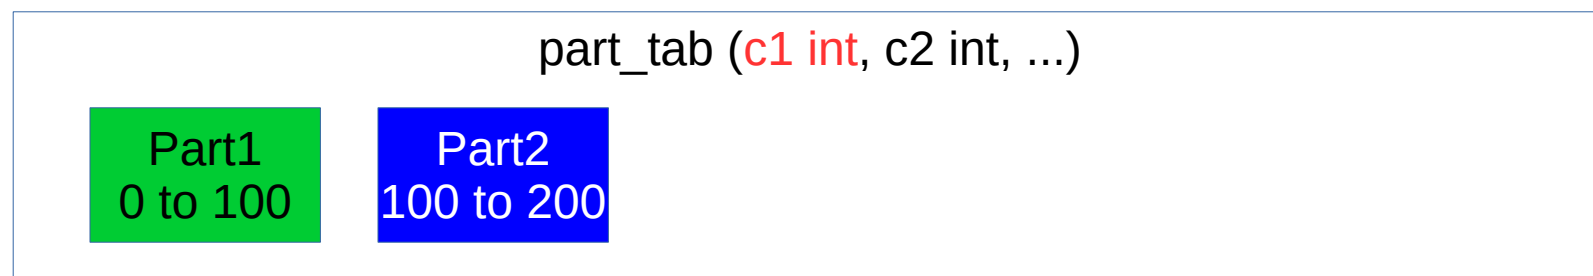 part_tab (c1 int, c2 int, ...)
Part1
0 to 100
Part2
100 to 200